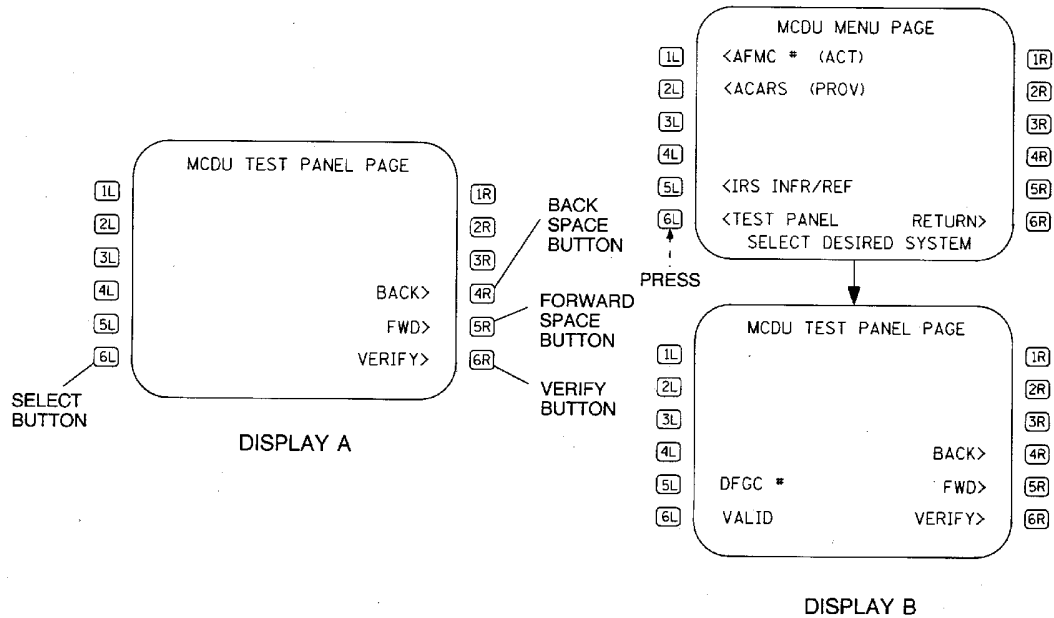 MCDU TEST PANEL PAGE
1L
2L
3L
4L
5L
6L
BACK>
FWD>
VERIFY>
1R
2R
3R
4R
5R
6R
BACK
SPACE
BUTTON
FORWARD
SPACE
BUTTON
VERIFY
BUTTON
SELECT
BUTTON
DISPLAY A
MCDU MENU PAGE
1L <AFMC * (ACT) 1R
2L <ACARS (PROV) 2R
3L 3R
4L 4R
5L <IRS INFR/REF 5R
6L <TEST PANEL RETURN> 6R
SELECT DESIRED SYSTEM
PRESS
MCDU TEST PANEL PAGE
1L 1R
2L 2R
3L 3R
4L BACK> 4R
5L DFGC * FWD> 5R
6L VALID VERIFY> 6R
DISPLAY B